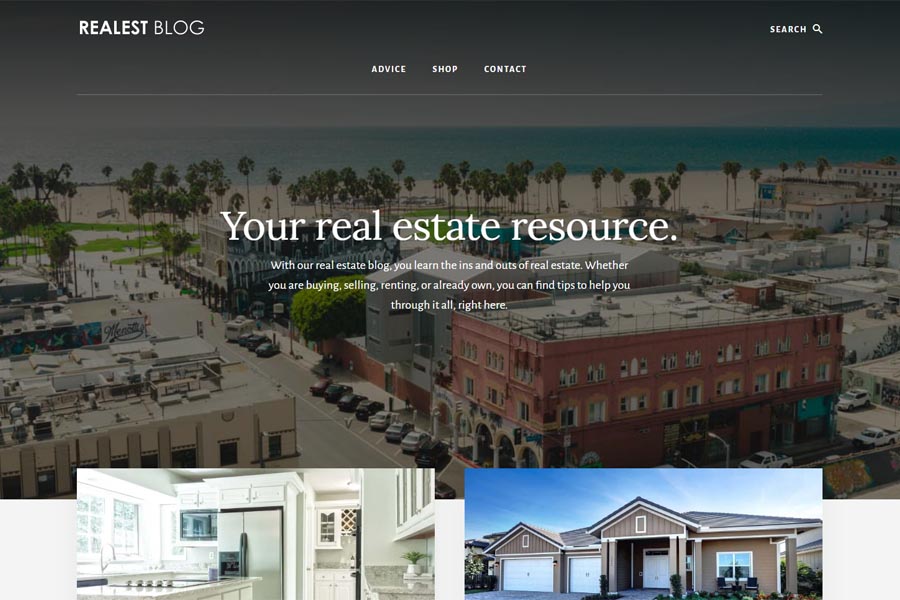 REALEST BLOG
SEARCH
ADVICE SHOP CONTACT
Your real estate resource.
With our real estate blog, you learn the ins and outs of real estate. Whether
you are buying, selling, renting, or already own, you can find tips to help you
through it all, right here.